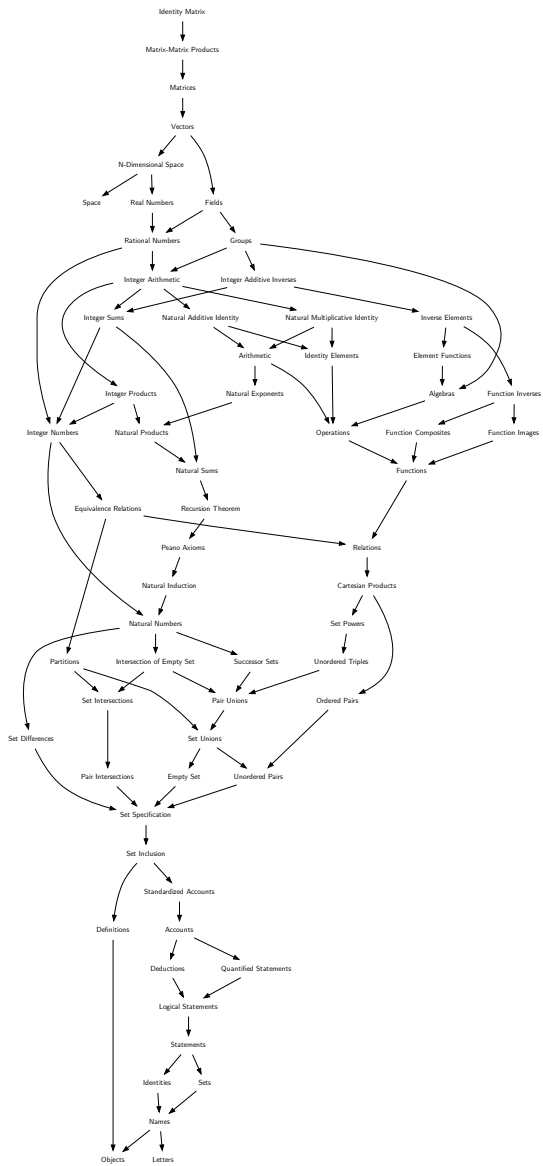 Identity Matrix
Matrix-Matrix Products
Matrices
Vectors
N-Dimensional Space
Space
Real Numbers
Fields
Rational Numbers
Groups
Integer Arithmetic
Integer Additive Inverses
Integer Sums
Natural Additive Identity
Natural Multiplicative Identity
Inverse Elements
Arithmetic
Identity Elements
Element Functions
Integer Products
Natural Exponents
Algebras
Function Inverses
Integer Numbers
Natural Products
Operations
Function Composites
Function Images
Natural Sums
Functions
Equivalence Relations
Recursion Theorem
Peano Axioms
Relations
Natural Induction
Cartesian Products
Natural Numbers
Set Powers
Partitions
Intersection of Empty Set
Successor Sets
Unordered Triples
Set Intersections
Pair Unions
Ordered Pairs
Set Differences
Set Unions
Pair Intersections
Empty Set
Unordered Pairs
Set Specification
Set Inclusion
Standardized Accounts
Definitions
Accounts
Deductions
Quantified Statements
Logical Statements
Statements
Identities
Sets
Names
Objects
Letters